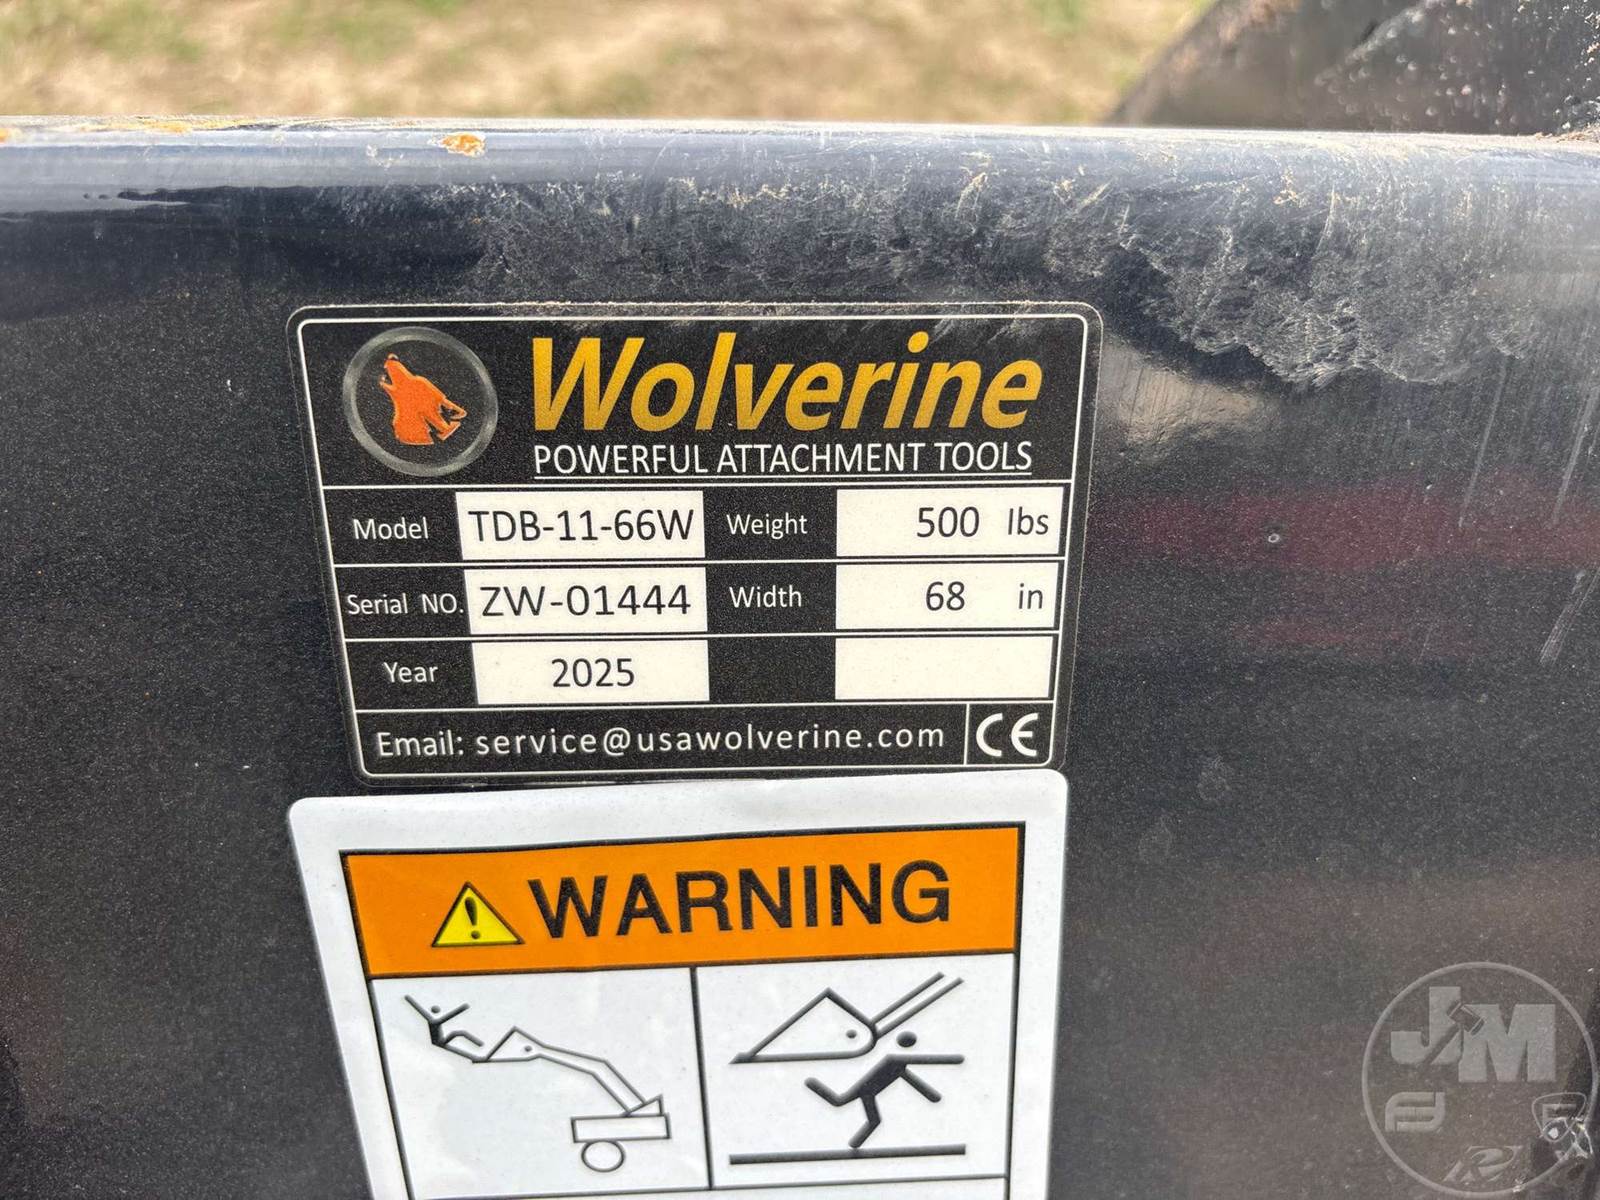 Wolverine
POWERFUL ATTACHMENT TOOLS
Model TDB-11-66W Weight 500 lbs
Serial NO. ZW-01444 Width 68 in
Year 2025
Email: service@usawolverine.com CE
WARNING
J&M